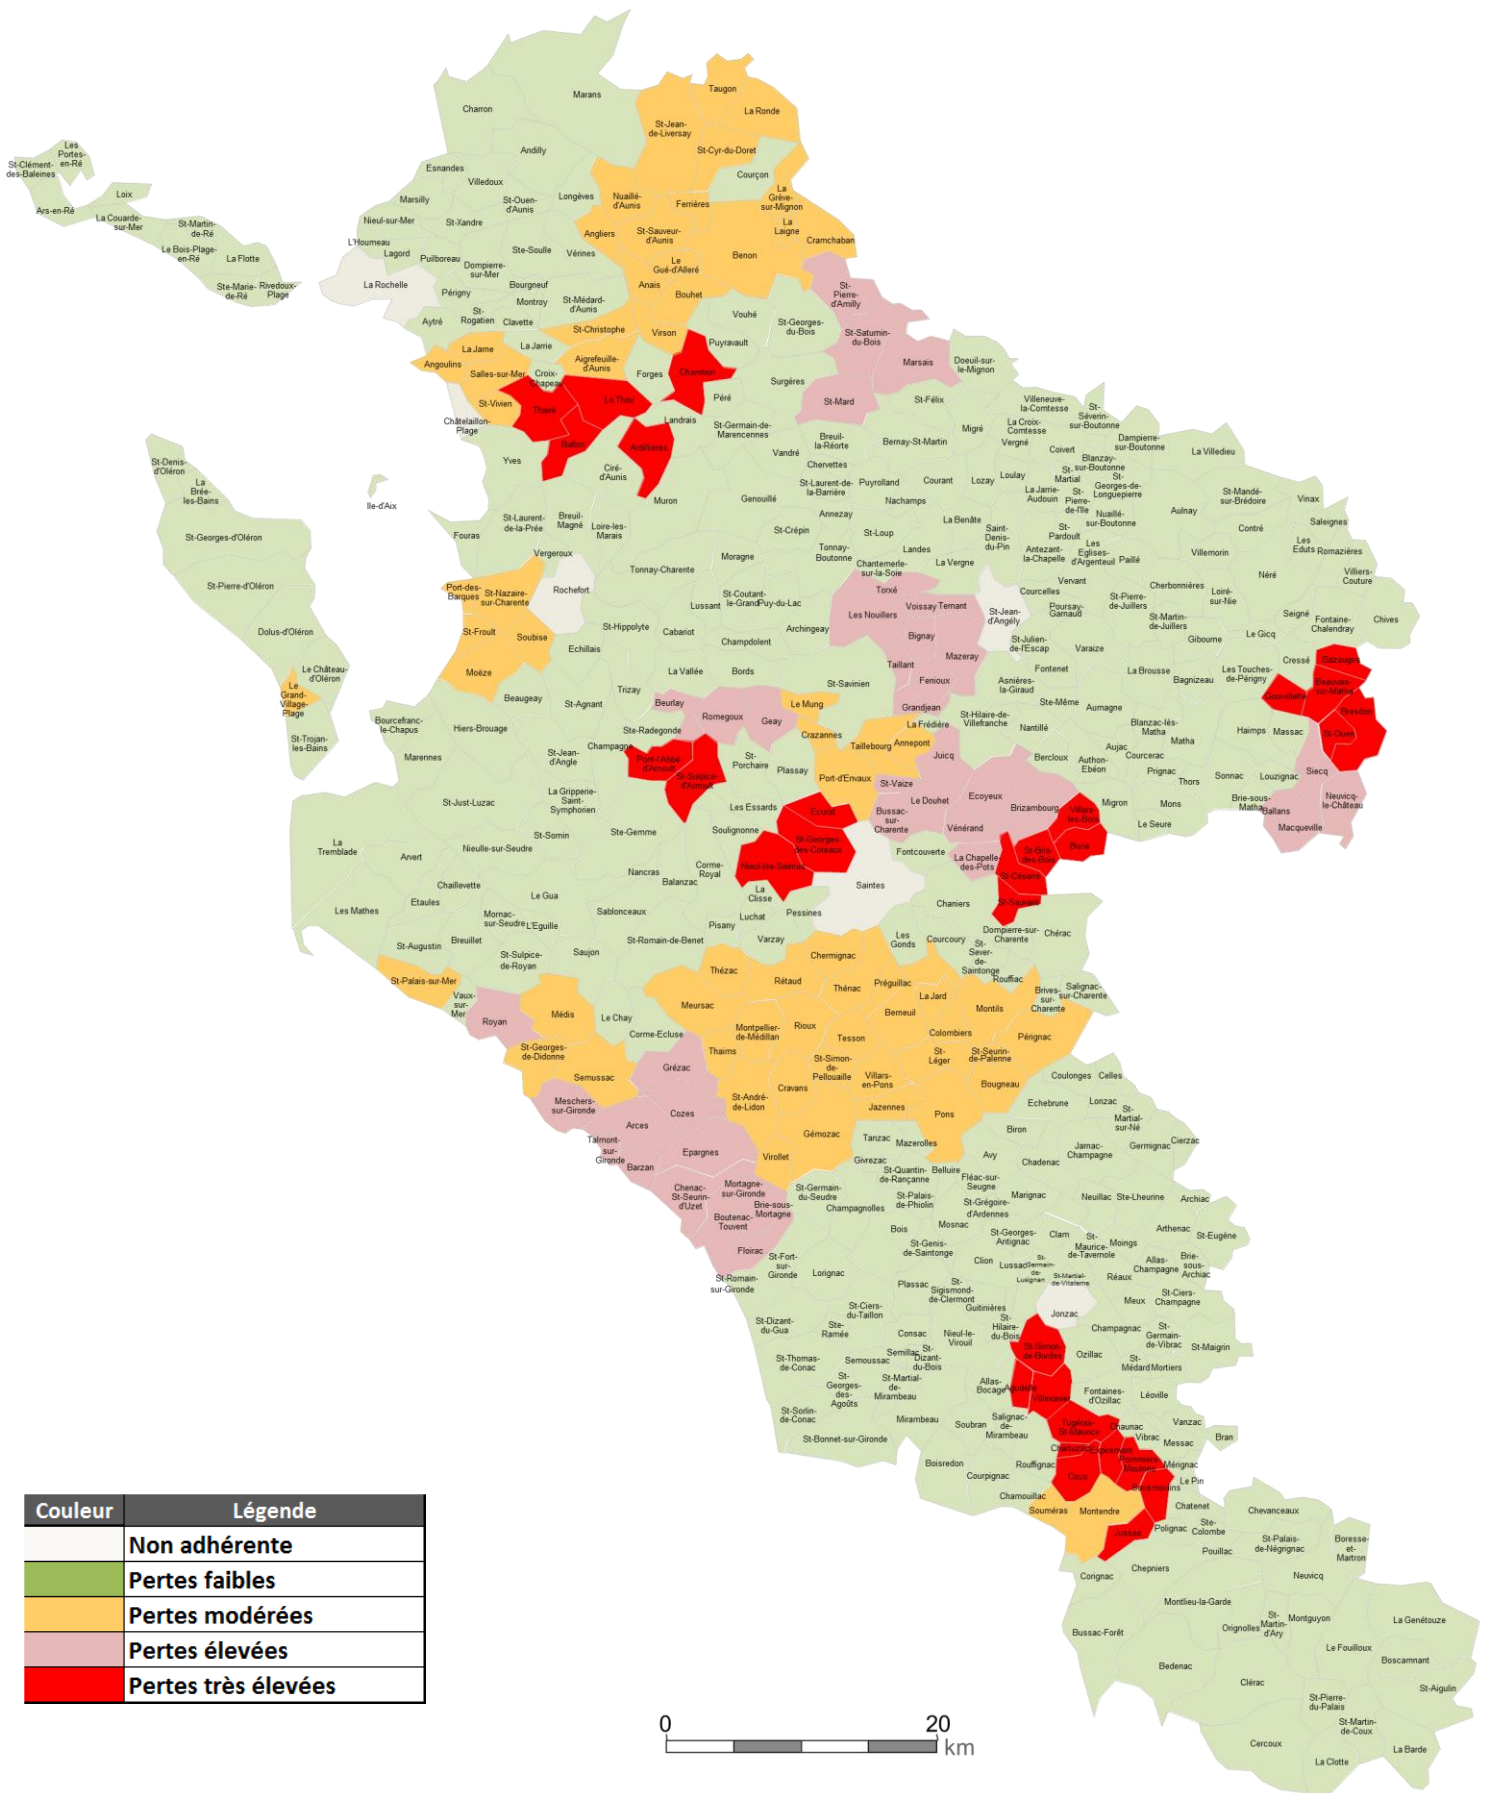 Marans
Charron
Taugon
La Ronde
St-Jean-
de-Liversay
St-Cyr-du-Doret
Andilly
Courçon
Les
Portes-
en-Ré
St-Clément-
des-Baleines
Loix
Ars-en-Ré
La Couarde-
sur-Mer
St-Martin-
de-Ré
Le Bois-Plage-
en-Ré
La Flotte
Ste-Marie-
de-Ré
Rivedoux-
Plage
Esnandes
Villedoux
Marsilly
St-Ouen-
d'Aunis
Longèves
Nuaillé-
d'Aunis
Ferrières
La
Grève-
sur-Mignon
La
Laigne
Cramchaban
Nieul-sur-Mer
St-Xandre
Angliers
St-Sauveur-
d'Aunis
L'Houmeau
Lagord
Puilboreau
Ste-Soulle
Vérines
Le
Gué-d'Alleré
Benon
Dompierre-
sur-Mer
La Rochelle
Périgny
Bourgneuf
Montroy
St-Médard-
d'Aunis
Anais
Bouhet
St-
Pierre-
d'Amilly
Aytré
St-
Rogatien
Clavette
St-Christophe
Virson
Vouhé
St-Georges-
du-Bois
St-Saturnin-
du-Bois
Puyravault
Marsais
Doeuil-sur-
le-Mignon
La Jarne
La Jarrie
Angoulins
Salles-sur-Mer
Croix-
Chapeau
Aigrefeuille-
d'Aunis
Forges
Chambon
Surgères
St-Mard
St-Félix
St-Vivien
Thairé
Le Thou
Péré
Landrais
Châtelaillon-
Plage
Ballon
Ardillières
St-Germain-de-
Marencennes
Yves
Ciré-
d'Aunis
Vandré
Breuil-
la-Réorte
Chervettes
Bernay-St-Martin
Migré
Villeneuve-
la-Comtesse
La Croix-
Comtesse
Vergné
St-
Séverin-
sur-Boutonne
Coivert
Dampierre-
sur-Boutonne
Blanzay-
sur-Boutonne
La Villedieu
Muron
Genouillé
St-Laurent-de-
la-Barrière
Puyrolland
Courant
Nachamps
Lozay
Loulay
St-
Martial
La Jarrie-
Audouin
St-
Georges-de-
Longuepierre
St-
Pierre-
de-l'Ile
Nuaillé-
sur-Boutonne
Aulnay
St-Mandé-
sur-Brédoire
Vinax
Contré
Saleignes
Les
Eduts
Romazières
Ile-d'Aix
Fouras
St-Laurent-
de-la-Prée
Breuil-
Magné
Loire-les-
Marais
Vergeroux
St-Crépin
Annezay
St-Loup
La Benâte
Saint-
Denis-
du-Pin
St-
Pardoult
Antezant-
la-Chapelle
Les
Eglises-
d'Argenteuil
Paillé
Villemorin
Néré
Villiers-
Couture
Moragne
Tonnay-
Boutonne
Landes
Chantemerle-
sur-la-Soie
La Vergne
Tonnay-Charente
Torxé
Courcelles
Vervant
Cherbonnières
Loiré-
sur-Nie
St-Denis-
d'Oléron
La
Brée-
les-Bains
St-Georges-d'Oléron
St-Pierre-d'Oléron
Dolus-d'Oléron
Le Château-
d'Oléron
Le
Grand-
Village-
Plage
St-Trojan-
les-Bains
Port-des-
Barques
St-Nazaire-
sur-Charente
Rochefort
St-Froult
Soubise
Moëze
Echillais
St-Hippolyte
Lussant
St-Coutant-
le-Grand
Puy-du-Lac
Cabariot
Champdolent
Archingeay
Les Nouillers
Voissay
Ternant
St-Jean-
d'Angély
Poursay-
Garnaud
St-Pierre-
de-Juillers
St-Martin-
de-Juillers
Seigné
Fontaine-
Chalendray
Chives
Bignay
St-Julien-
de-l'Escap
Varaize
Gibourne
Le Gicq
Mazeray
Taillant
Fenioux
Fontenet
La Brousse
Bagnizeau
Les Touches-
de-Périgny
Cressé
Bazauges
Beauvais-
sur-Matha
Gourvillette
Bresdon
St-Ouen
Asnières-
la-Giraud
La Vallée
Bords
St-Savinien
Trizay
Beurlay
Beaugeay
St-Agnant
Romegoux
Geay
Le Mung
Grandjean
Ste-Même
Aumagne
Blanzac-lès-
Matha
Matha
Haimps
Massac
Bourcefranc-
le-Chapus
Hiers-Brouage
Ste-Radegonde
Champagne
Crazannes
La Frédière
St-Hilaire-de-
Villefranche
Nantillé
Taillebourg
Annepont
Juicq
Marennes
St-Jean-
d'Angle
Pont-l'Abbé-
d'Arnoult
St-
Porchaire
Plassay
Port-d'Envaux
Bercloux
Authon-
Ebéon
Aujac
Courcerac
Prignac
Thors
Sonnac
Louzignac
Siecq
Neuvicq-
le-Château
St-Sulpice-
d'Arnoult
St-Vaize
La Gripperie-
Saint-
Symphorien
St-Just-Luzac
Les Essards
Ecurat
Bussac-
sur-
Charente
Le Douhet
Ecoyeux
Brizambourg
Villars-
les-Bois
Migron
Mons
Brie-sous-
Matha
Ballans
Macqueville
Le Seure
La
Tremblade
St-Sornin
Ste-Gemme
Soulignonne
St-Georges-
des-Coteaux
Vénérand
Burie
Fontcouverte
St-Bris-
des-Bois
Arvert
Nieulle-sur-Seudre
Corme-
Royal
Nieul-lès-Saintes
La Chapelle-
des-Pots
St-Césaire
Nancras
Balanzac
Saintes
Chaillevette
La
Clisse
St-Sauvant
Etaules
Le Gua
Les Mathes
Mornac-
sur-Seudre
L'Eguille
Sablonceaux
Luchat
Pessines
Chaniers
Pisany
St-Augustin
Breuillet
St-Sulpice-
de-Royan
Saujon
St-Romain-de-Benet
Varzay
Les
Gonds
Courcoury
Dompierre-sur-
Charente
Chérac
St-
Sever-
de-
Saintonge
Rouffiac
Chermignac
St-Palais-sur-Mer
Vaux-
sur-
Mer
Thézac
Rétaud
Thénac
Préguillac
La Jard
Brives-
sur-
Charente
Salignac-
sur-Charente
Royan
Médis
Le Chay
Meursac
Berneuil
Montils
Corme-Ecluse
Montpellier-
de-Médillan
Rioux
Tesson
Colombiers
Pérignac
St-Georges-
de-Didonne
Thaims
St-Simon-
de-
Pellouaille
St-
Léger
St-Seurin-
de-Palenne
Semussac
Grézac
Cravans
Villars-
en-Pons
Bougneau
Coulonges
Celles
Meschers-
sur-Gironde
Cozes
St-André-
de-Lidon
Jazennes
Pons
Echebrune
Lonzac
St-
Martial-
sur-Né
Arces
Gémozac
Biron
Talmont-
sur-
Gironde
Barzan
Epargnes
Virollet
Tanzac
Mazerolles
Jarnac-
Champagne
Germignac
Cierzac
Givrezac
Avy
Chadenac
St-Quantin-
de-Rançanne
Belluire
Fléac-sur-
Seugne
Chenac-
St-Seurin-
d'Uzet
Mortagne-
sur-Gironde
Brie-sous-
Mortagne
St-Germain-
du-Seudre
Champagnolles
St-Palais-
de-Phiolin
St-Grégoire-
d'Ardennes
Marignac
Neuillac
Ste-Lheurine
Archiac
Boutenac-
Touvent
Bois
Mosnac
St-Georges-
Antignac
Clam
St-
Maurice-
de-Tavernole
Moings
Arthenac
St-Eugène
Floirac
St-Genis-
de-Saintonge
Clion
Lussac
St-
Germain-
de-
Lusignan
St-Martial-
de-Vitaterne
Réaux
Allas-
Champagne
Brie-
sous-
Archiac
St-Romain-
sur-Gironde
St-Fort-
sur-
Gironde
Lorignac
Plassac
St-
Sigismond-
de-Clermont
Guitinières
Jonzac
Meux
St-Ciers-
Champagne
St-Dizant-
du-Gua
St-Ciers-
du-Taillon
Ste-
Ramée
Consac
Nieul-le-
Virouil
St-
Hilaire-
du-Bois
Champagnac
St-
Germain-
de-Vibrac
St-Maigrin
St-Thomas-
de-Conac
Semoussac
Semillac
St-
Dizant-
du-Bois
St-Simon-
de-Bordes
Ozillac
St-
Médard
Mortiers
St-
Georges-
des-
Agoûts
St-Martial-
de-
Mirambeau
Allas-
Bocage
Agudelle
Villexavier
Fontaines-
d'Ozillac
Léoville
St-Sorlin-
de-Conac
Mirambeau
Soubran
Salignac-
de-
Mirambeau
Tugéras-
St-Maurice
Chaunac
Vanzac
Bran
St-Bonnet-sur-Gironde
Vibrac
Messac
Chartuzac
Expiremont
Pommiers-
Moulons
Mérignac
Boisredon
Courpignac
Rouffignac
Coux
Bousmoulins
Le Pin
Chamouillac
Souméras
Montendre
Chatenet
Jussas
Polignac
Ste-
Colombe
Chevanceaux
Pouillac
St-Palais-
de-Négrignac
Boresse-
et-
Martron
Corignac
Chepniers
Neuvicq
Montlieu-la-Garde
Bussac-Forêt
Orignolles
St-
Martin-
d'Ary
Montguyon
La Genétouze
Le Fouilloux
Bedenac
Boscamnant
Clérac
St-Aigulin
St-Pierre-
du-Palais
St-Martin-
de-Coux
Cercoux
La Clotte
La Barde
Couleur Légende
Non adhérente
Pertes faibles
Pertes modérées
Pertes élevées
Pertes très élevées
0 20
km